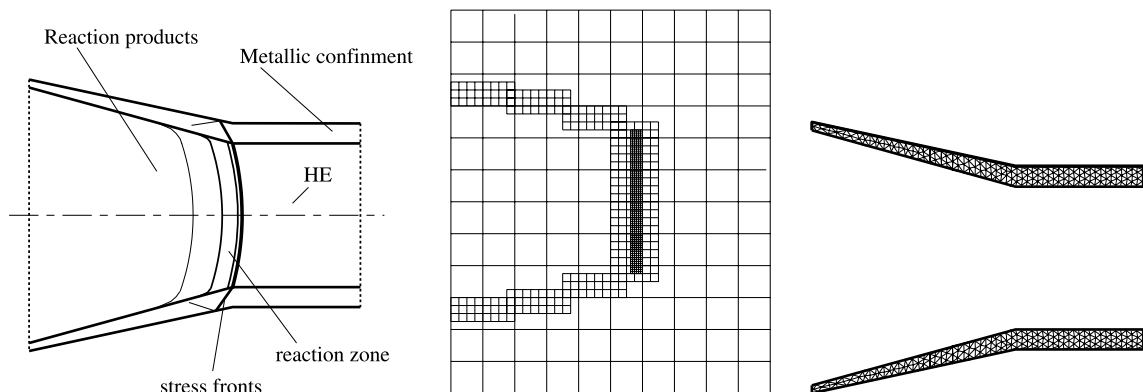 Reaction products
Metallic confinment
HE
reaction zone
stress fronts